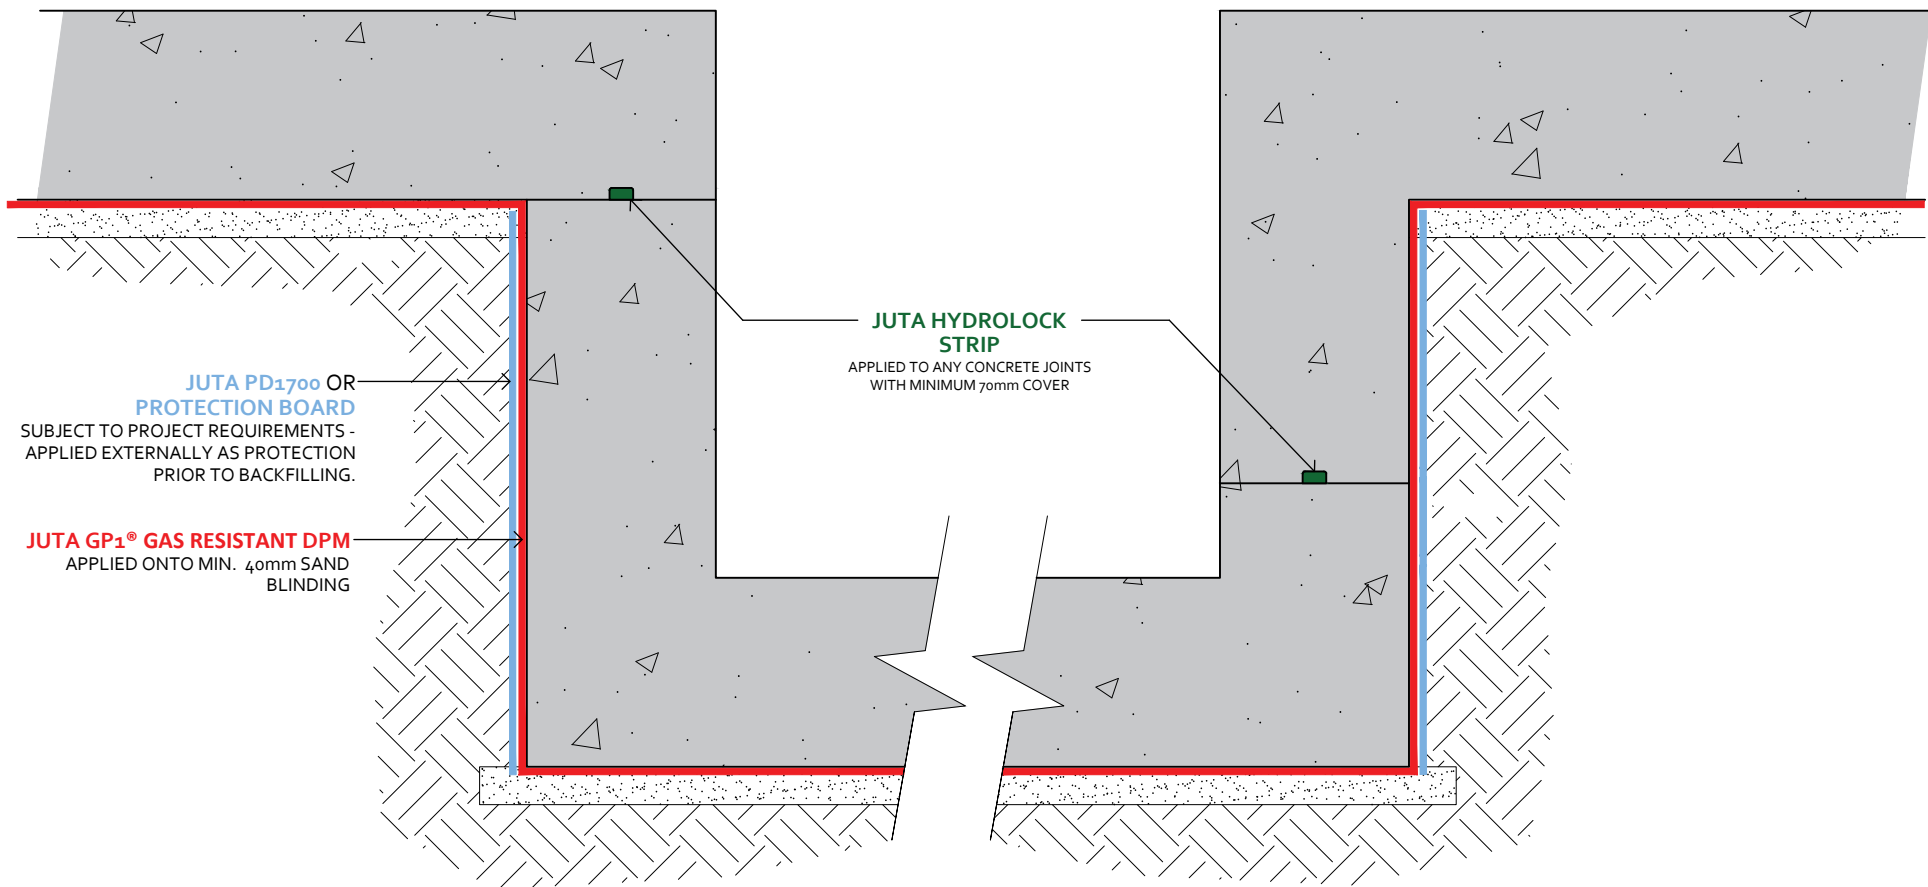 JUTA HYDROLOCK
STRIP
APPLIED TO ANY CONCRETE JOINTS
WITH MINIMUM 70mm COVER
JUTA PD1700 OR
PROTECTION BOARD
SUBJECT TO PROJECT REQUIREMENTS -
APPLIED EXTERNALLY AS PROTECTION
PRIOR TO BACKFILLING.
JUTA GP1® GAS RESISTANT DPM
APPLIED ONTO MIN. 40mm SAND
BLINDING